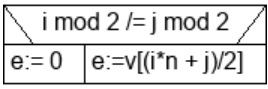 i mod 2 /= j mod 2
e:= 0 e:=v[(i*n + j)/2]